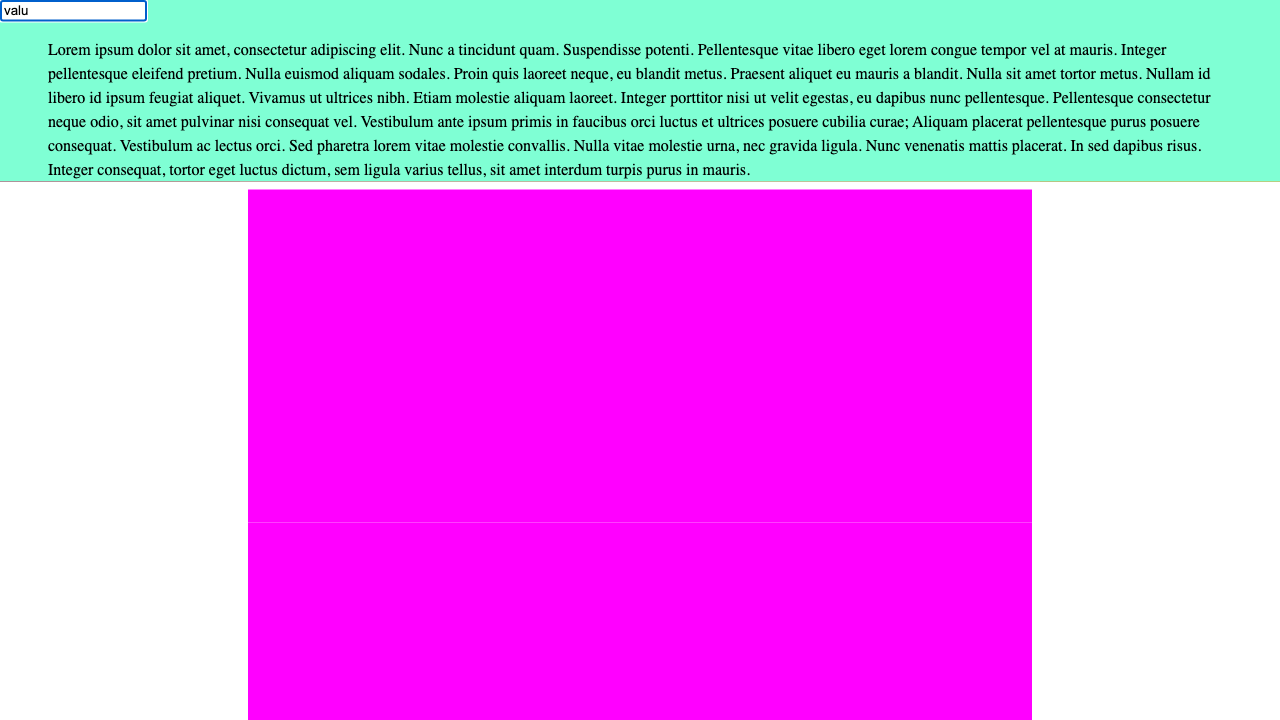 valu
Lorem ipsum dolor sit amet, consectetur adipiscing elit. Nunc a tincidunt quam. Suspendisse potenti. Pellentesque vitae libero eget lorem congue tempor vel at mauris. Integer
pellentesque eleifend pretium. Nulla euismod aliquam sodales. Proin quis laoreet neque, eu blandit metus. Praesent aliquet eu mauris a blandit. Nulla sit amet tortor metus. Nullam id
libero id ipsum feugiat aliquet. Vivamus ut ultrices nibh. Etiam molestie aliquam laoreet. Integer porttitor nisi ut velit egestas, eu dapibus nunc pellentesque. Pellentesque consectetur
neque odio, sit amet pulvinar nisi consequat vel. Vestibulum ante ipsum primis in faucibus orci luctus et ultrices posuere cubilia curae; Aliquam placerat pellentesque purus posuere
consequat. Vestibulum ac lectus orci. Sed pharetra lorem vitae molestie convallis. Nulla vitae molestie urna, nec gravida ligula. Nunc venenatis mattis placerat. In sed dapibus risus.
Integer consequat, tortor eget luctus dictum, sem ligula varius tellus, sit amet interdum turpis purus in mauris.